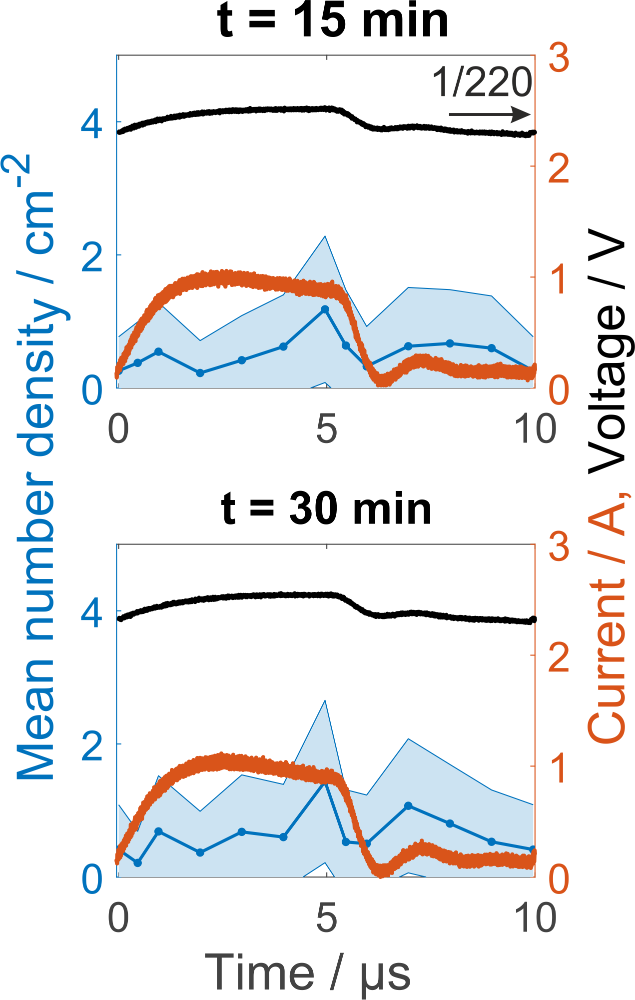 t = 15 min
Mean number density / cm-2
4
2
0
1/220
3
2
1
0
Current / A, Voltage / V
0 5 10
t = 30 min
4
2
0
3
2
1
0
0 5 10
Time / µs